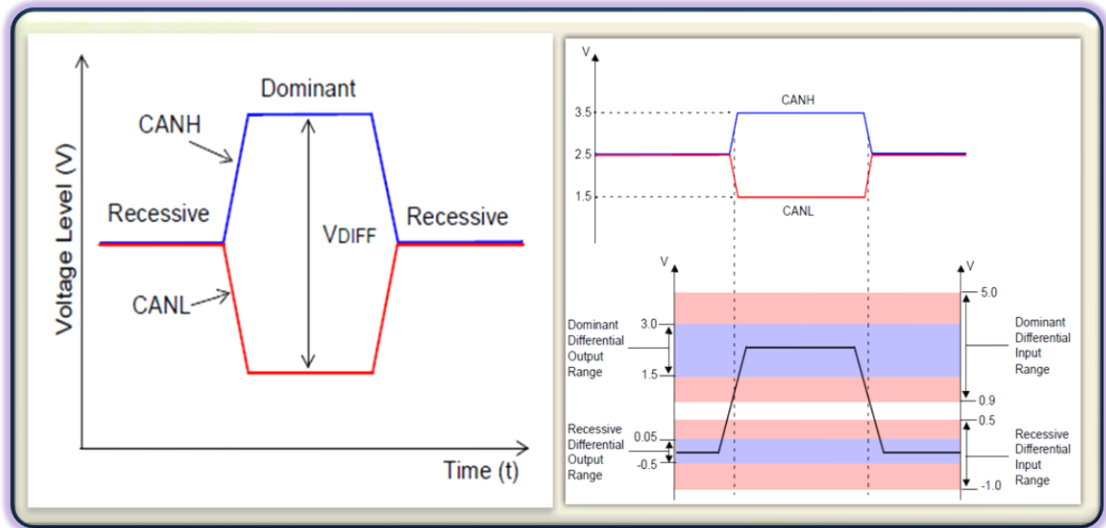 Dominant
CANH
Recessive
Recessive
VDIFF
CANL
Voltage Level (V)
Time (t)
V
3.5
CANH
2.5
1.5
CANL
V
V
5.0
Dominant
Differential
Output
Range
3.0
1.5
Dominant
Differential
Input
Range
0.9
0.5
Recessive
Differential
Output
Range
0.05
-0.5
Recessive
Differential
Input
Range
-1.0